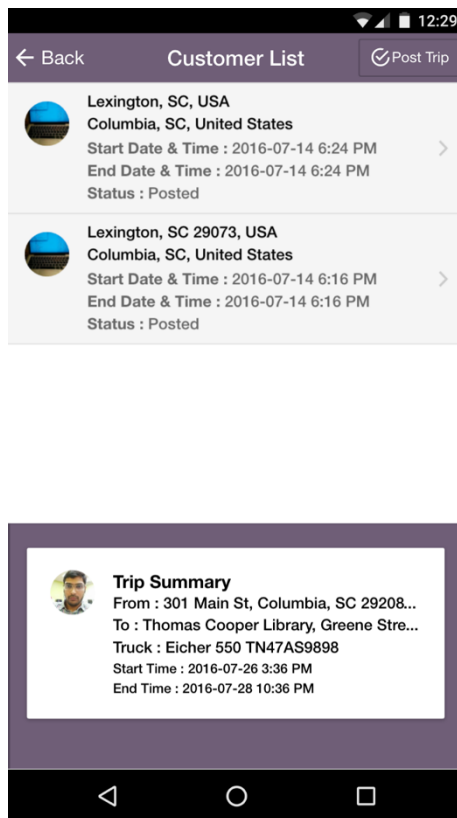 12:29
Back
Customer List
Post Trip
Lexington, SC, USA
Columbia, SC, United States
Start Date & Time : 2016-07-14 6:24 PM
End Date & Time : 2016-07-14 6:24 PM
Status : Posted
Lexington, SC 29073, USA
Columbia, SC, United States
Start Date & Time : 2016-07-14 6:16 PM
End Date & Time : 2016-07-14 6:16 PM
Status : Posted
Trip Summary
From : 301 Main St, Columbia, SC 29208...
To : Thomas Cooper Library, Greene Stre...
Truck : Eicher 550 TN47AS9898
Start Time : 2016-07-26 3:36 PM
End Time : 2016-07-28 10:36 PM